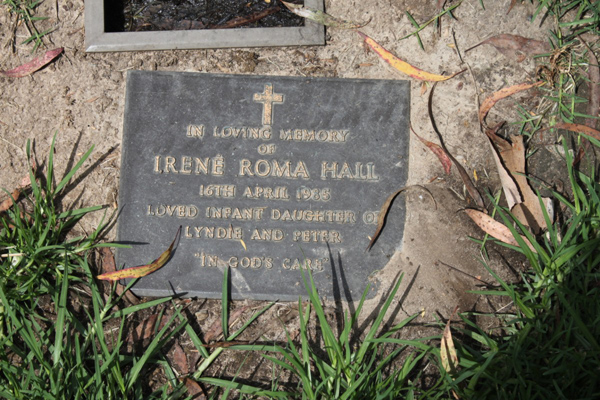 IN LOVING MEMORY
OF
IRENÉ ROMA HALL
16TH APRIL 1985
LOVED INFANT DAUGHTER OF
LYNDIE AND PETER
"IN GOD'S CARE"